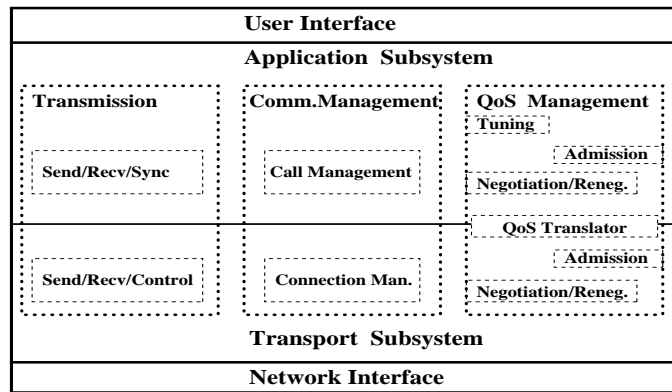 User Interface
Application Subsystem
Transmission
Comm.Management
QoS Management
Tuning
Admission
Send/Recv/Sync
Call Management
Negotiation/Reneg.
QoS Translator
Admission
Send/Recv/Control
Connection Man.
Negotiation/Reneg.
Transport Subsystem
Network Interface